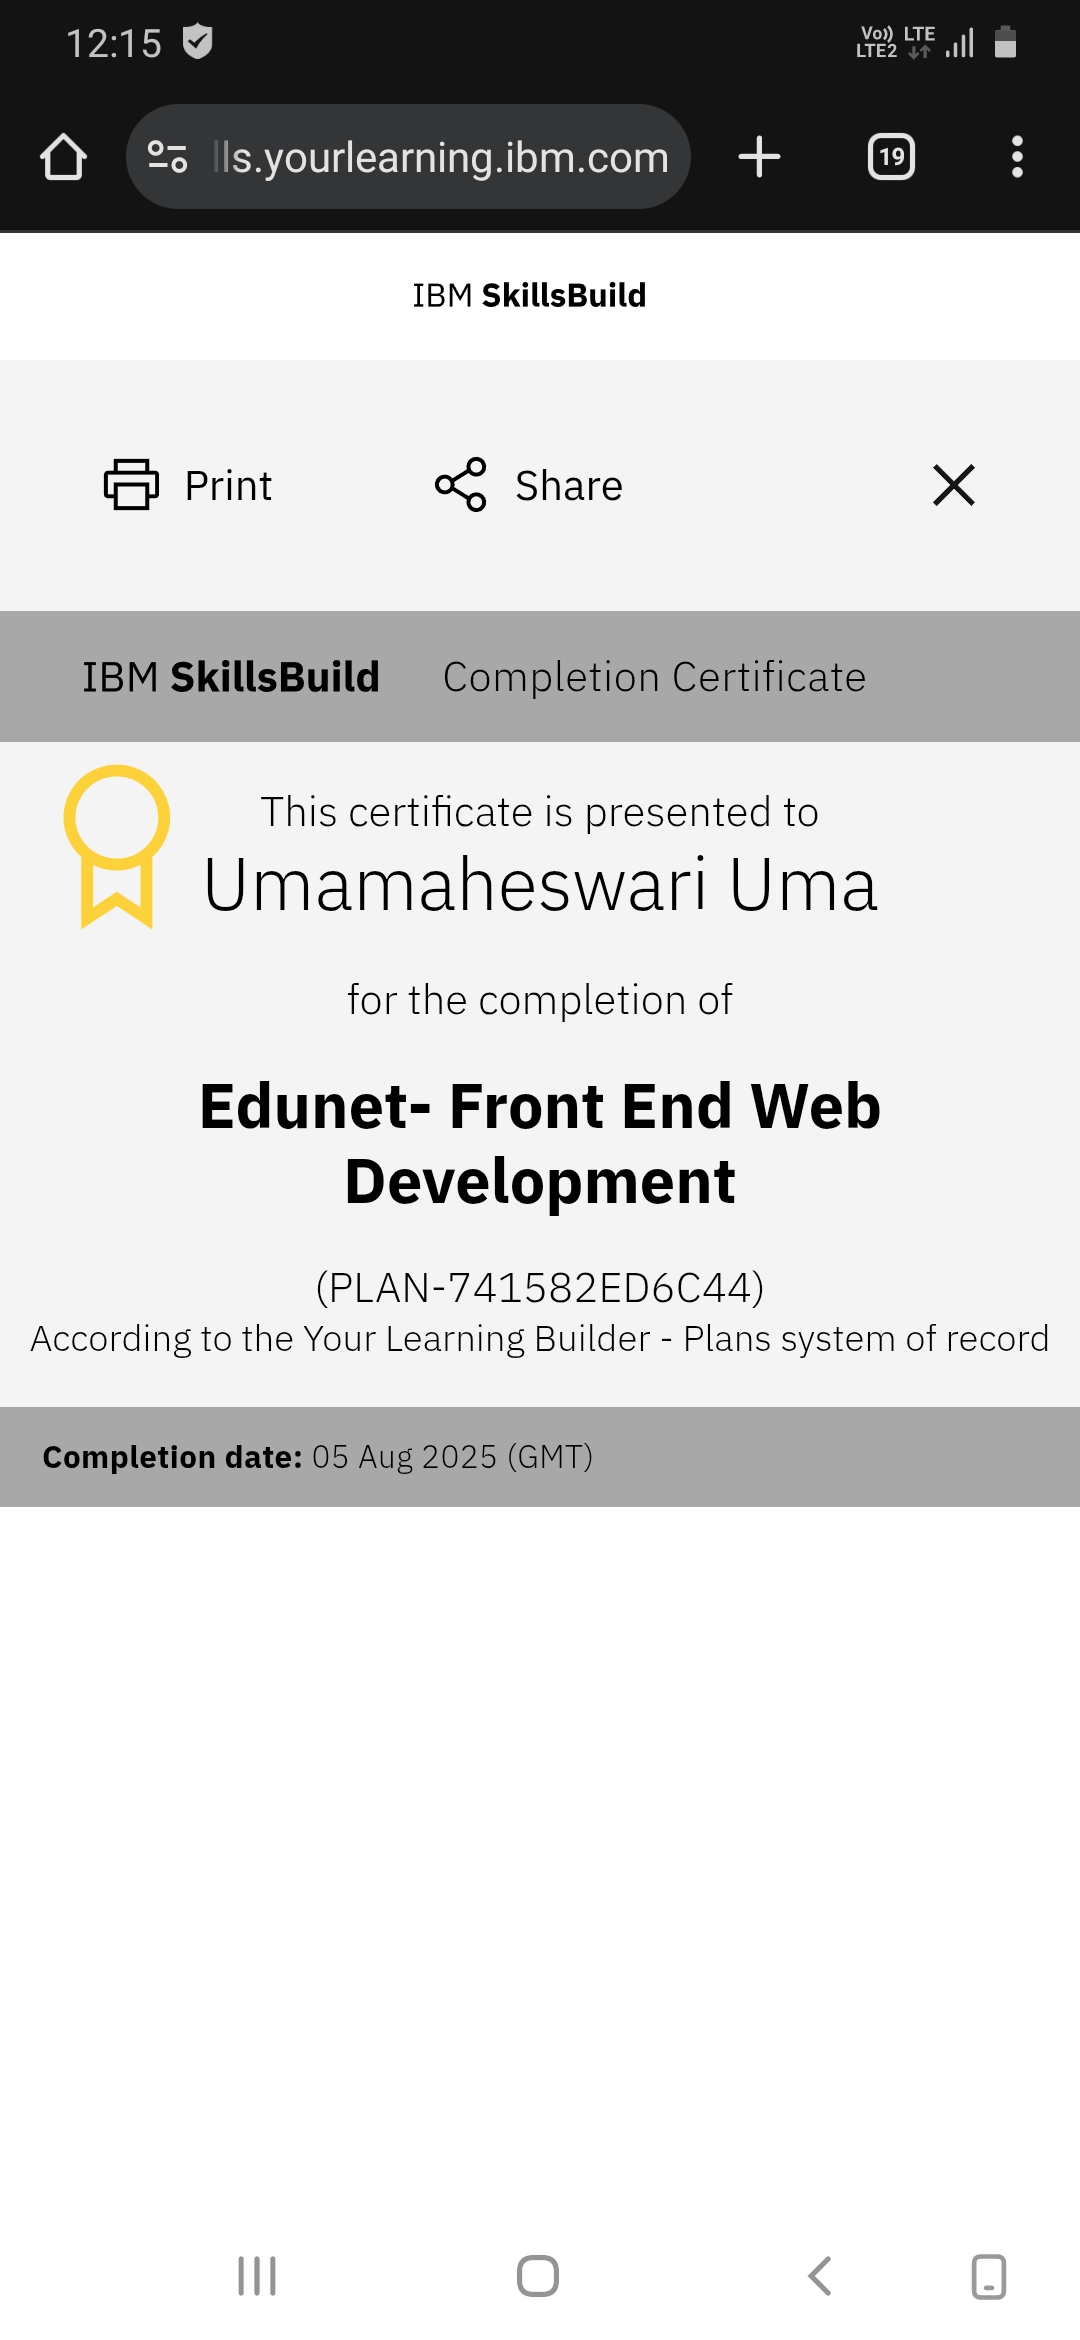 12:15
Vo)) LTE
LTE2
lls.yourlearning.ibm.com
19
IBM SkillsBuild
Print
Share
IBM SkillsBuild Completion Certificate
This certificate is presented to
Umamaheswari Uma
for the completion of
Edunet- Front End Web
Development
(PLAN-741582ED6C44)
According to the Your Learning Builder - Plans system of record
Completion date: 05 Aug 2025 (GMT)